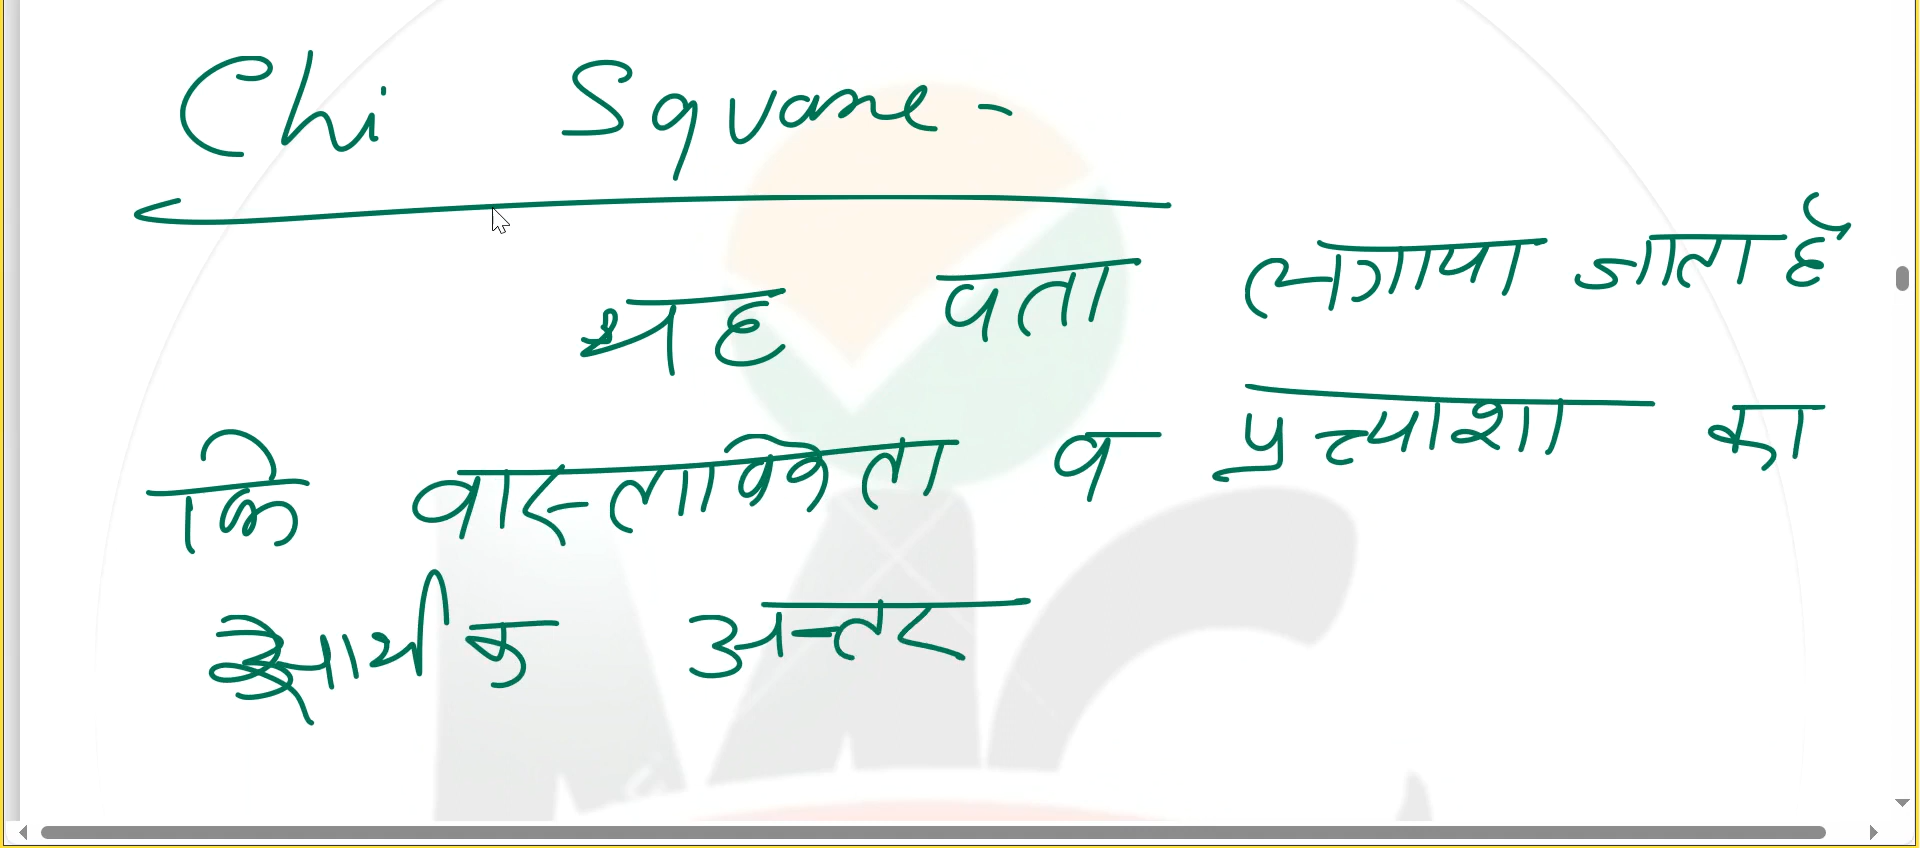 Chi Square -
यह पता लगाया जाता है
कि वास्तविकता व प्रत्याशा का
सार्थक अन्तर